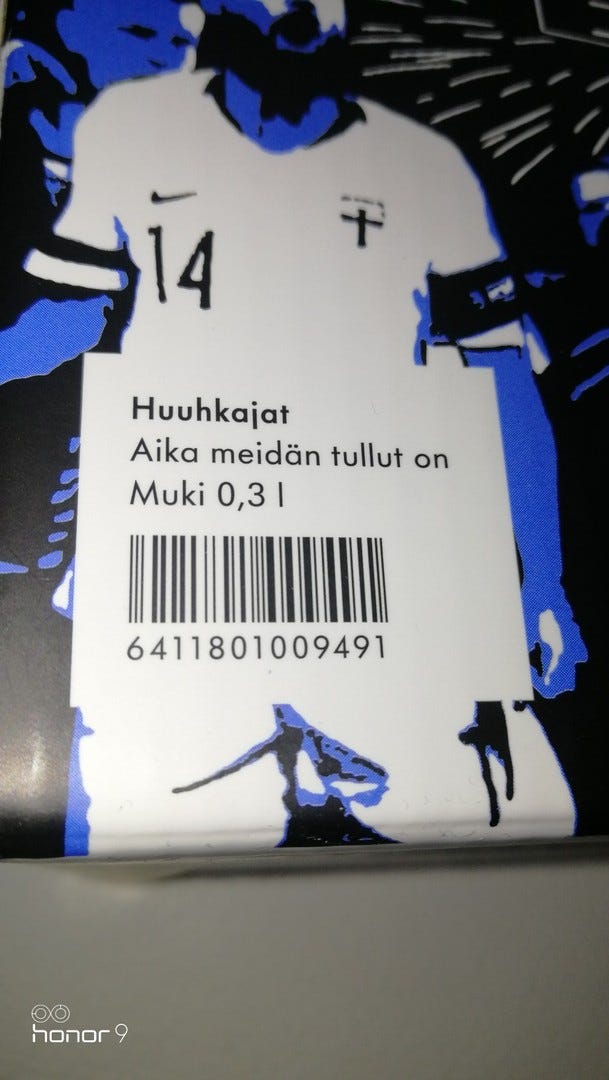 14
Huuhkajat
Aika meidän tullut on
Muki 0,3 l
6411801009491
honor 9